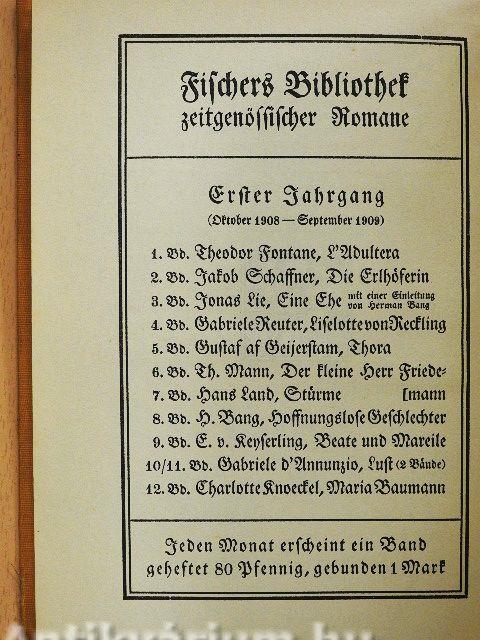 Fischers Bibliothek
zeitgenössischer Romane
Erster Jahrgang
(Oktober 1908 — September 1909)
1. Bd. Theodor Fontane, L'Adultera
2. Bd. Jakob Schaffner, Die Erlhöferin
3. Bd. Jonas Lie, Eine Ehe mit einer Einleitung
von Herman Bang
4. Bd. Gabriele Reuter, Liselotte von Reckling
5. Bd. Gustaf af Geijerstam, Thora
6. Bd. Th. Mann, Der kleine Herr Friede=
7. Bd. Hans Land, Stürme [mann
8. Bd. H. Bang, Hoffnungslose Geschlechter
9. Bd. E. v. Keyserling, Beate und Mareile
10/11. Bd. Gabriele d'Annunzio, Lust (2 Bände)
12. Bd. Charlotte Knoeckel, Maria Baumann
Jeden Monat erscheint ein Band
geheftet 80 Pfennig, gebunden 1 Mark
Antikvárium.hu